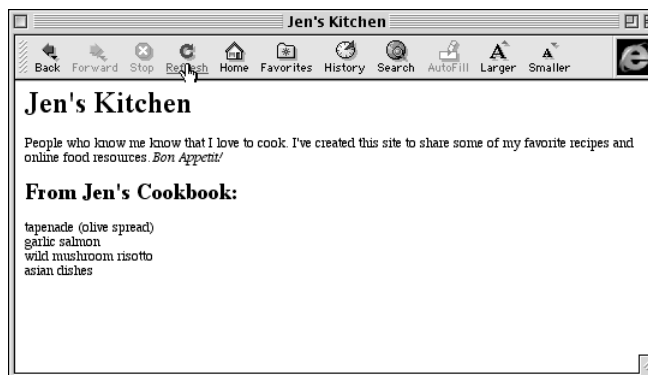 Jen's Kitchen
Back Forward Stop Refresh Home Favorites History Search AutoFill Larger Smaller
Jen's Kitchen
People who know me know that I love to cook. I've created this site to share some of my favorite recipes and
online food resources. Bon Appetit!
From Jen's Cookbook:
tapenade (olive spread)
garlic salmon
wild mushroom risotto
asian dishes